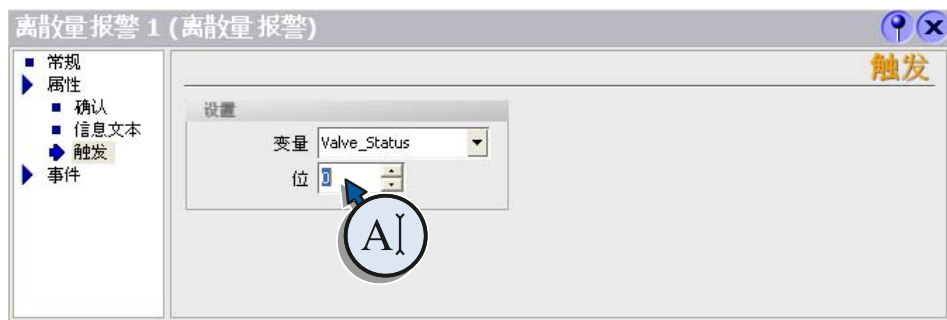 离散量报警 1 (离散量报警)
常规
属性
确认
信息文本
触发
事件
触发
设置
变量 Valve_Status
位 0
A